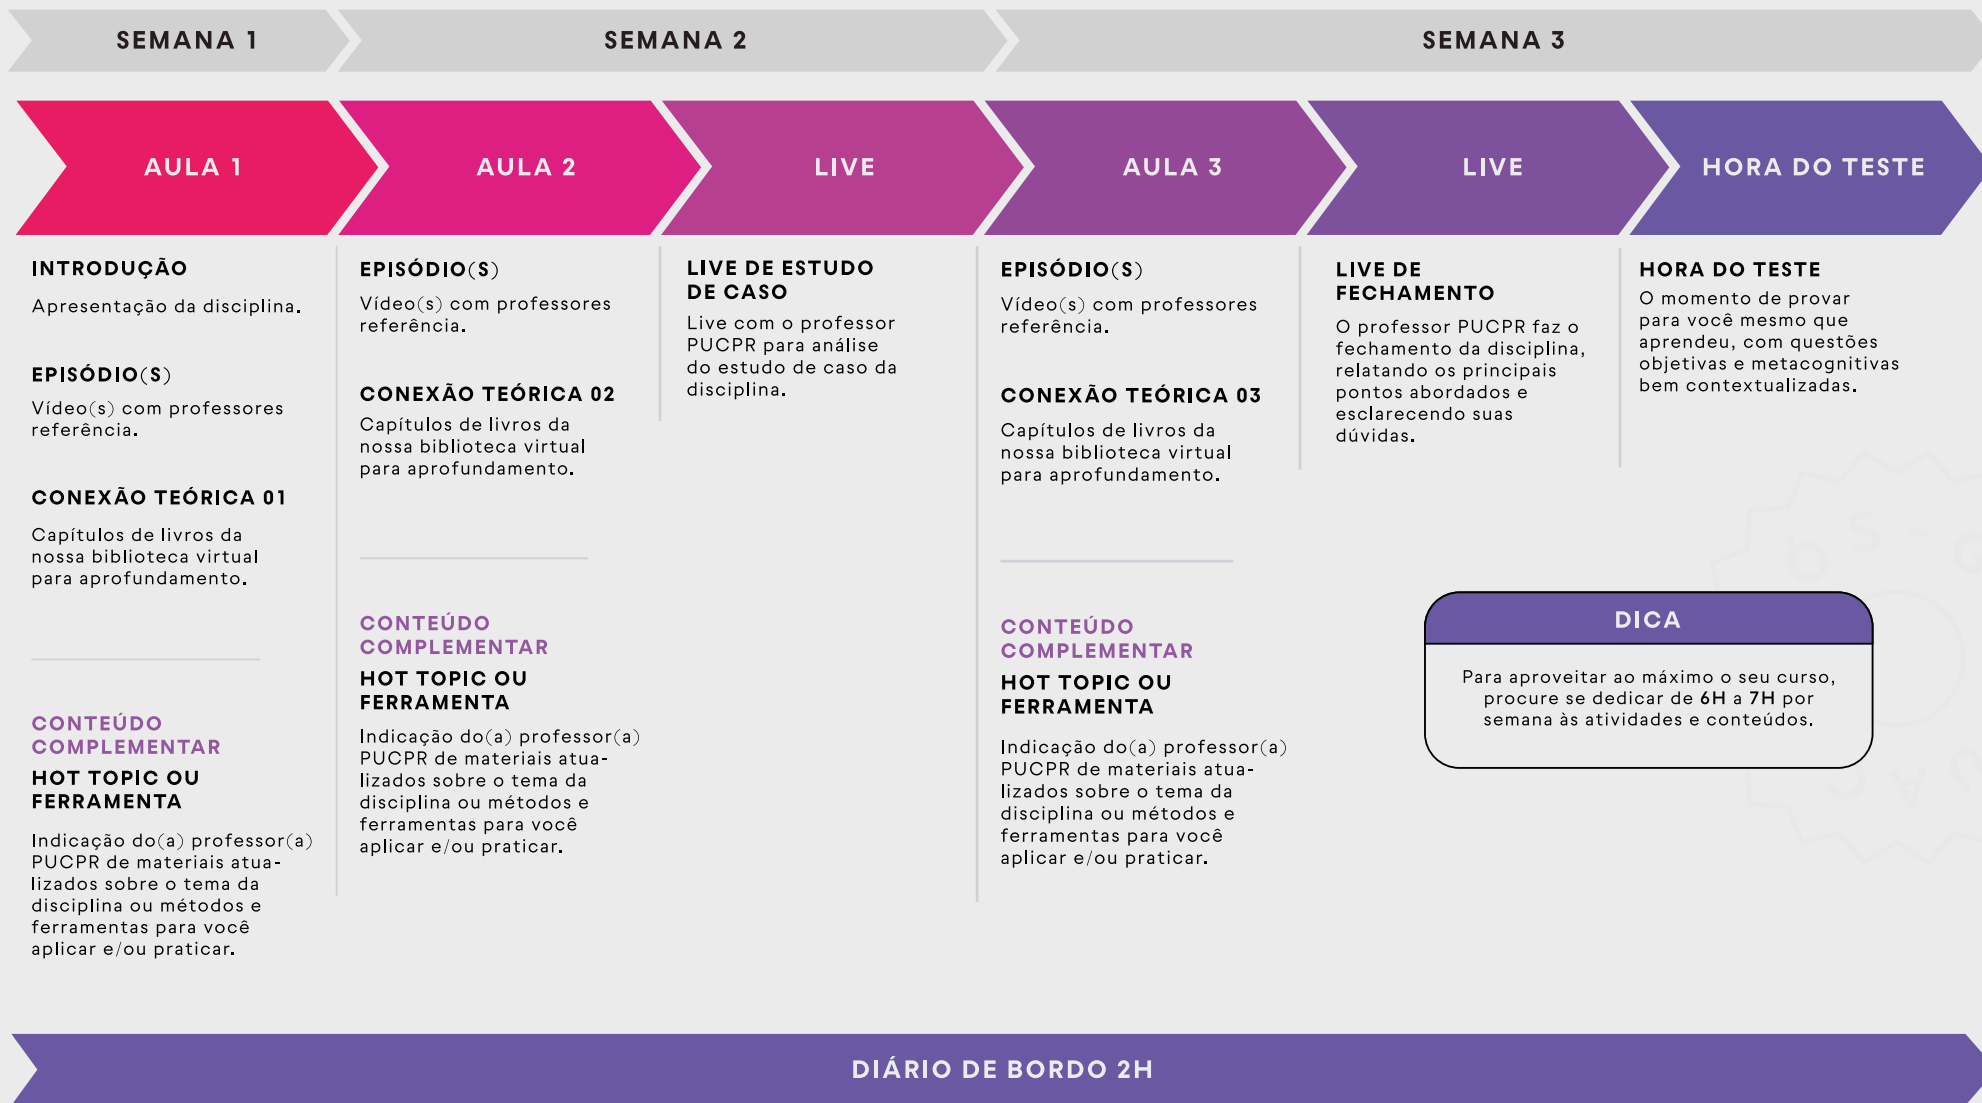 SEMANA 1
SEMANA 2
SEMANA 3
AULA 1
AULA 2
LIVE
AULA 3
LIVE
HORA DO TESTE
INTRODUÇÃO
Apresentação da disciplina.
EPISÓDIO(S)
Vídeo(s) com professores
referência.
CONEXÃO TEÓRICA 01
Capítulos de livros da
nossa biblioteca virtual
para aprofundamento.
CONTEÚDO
COMPLEMENTAR
HOT TOPIC OU
FERRAMENTA
Indicação do(a) professor(a)
PUCPR de materiais atua-
lizados sobre o tema da
disciplina ou métodos e
ferramentas para você
aplicar e/ou praticar.
EPISÓDIO(S)
Vídeo(s) com professores
referência.
CONEXÃO TEÓRICA 02
Capítulos de livros da
nossa biblioteca virtual
para aprofundamento.
CONTEÚDO
COMPLEMENTAR
HOT TOPIC OU
FERRAMENTA
Indicação do(a) professor(a)
PUCPR de materiais atua-
lizados sobre o tema da
disciplina ou métodos e
ferramentas para você
aplicar e/ou praticar.
LIVE DE ESTUDO
DE CASO
Live com o professor
PUCPR para análise
do estudo de caso da
disciplina.
EPISÓDIO(S)
Vídeo(s) com professores
referência.
CONEXÃO TEÓRICA 03
Capítulos de livros da
nossa biblioteca virtual
para aprofundamento.
CONTEÚDO
COMPLEMENTAR
HOT TOPIC OU
FERRAMENTA
Indicação do(a) professor(a)
PUCPR de materiais atua-
lizados sobre o tema da
disciplina ou métodos e
ferramentas para você
aplicar e/ou praticar.
LIVE DE
FECHAMENTO
O professor PUCPR faz o
fechamento da disciplina,
relatando os principais
pontos abordados e
esclarecendo suas
dúvidas.
HORA DO TESTE
O momento de provar
para você mesmo que
aprendeu, com questões
objetivas e metacognitivas
bem contextualizadas.
DICA
Para aproveitar ao máximo o seu curso,
procure se dedicar de 6H a 7H por
semana às atividades e conteúdos.
DIÁRIO DE BORDO 2H